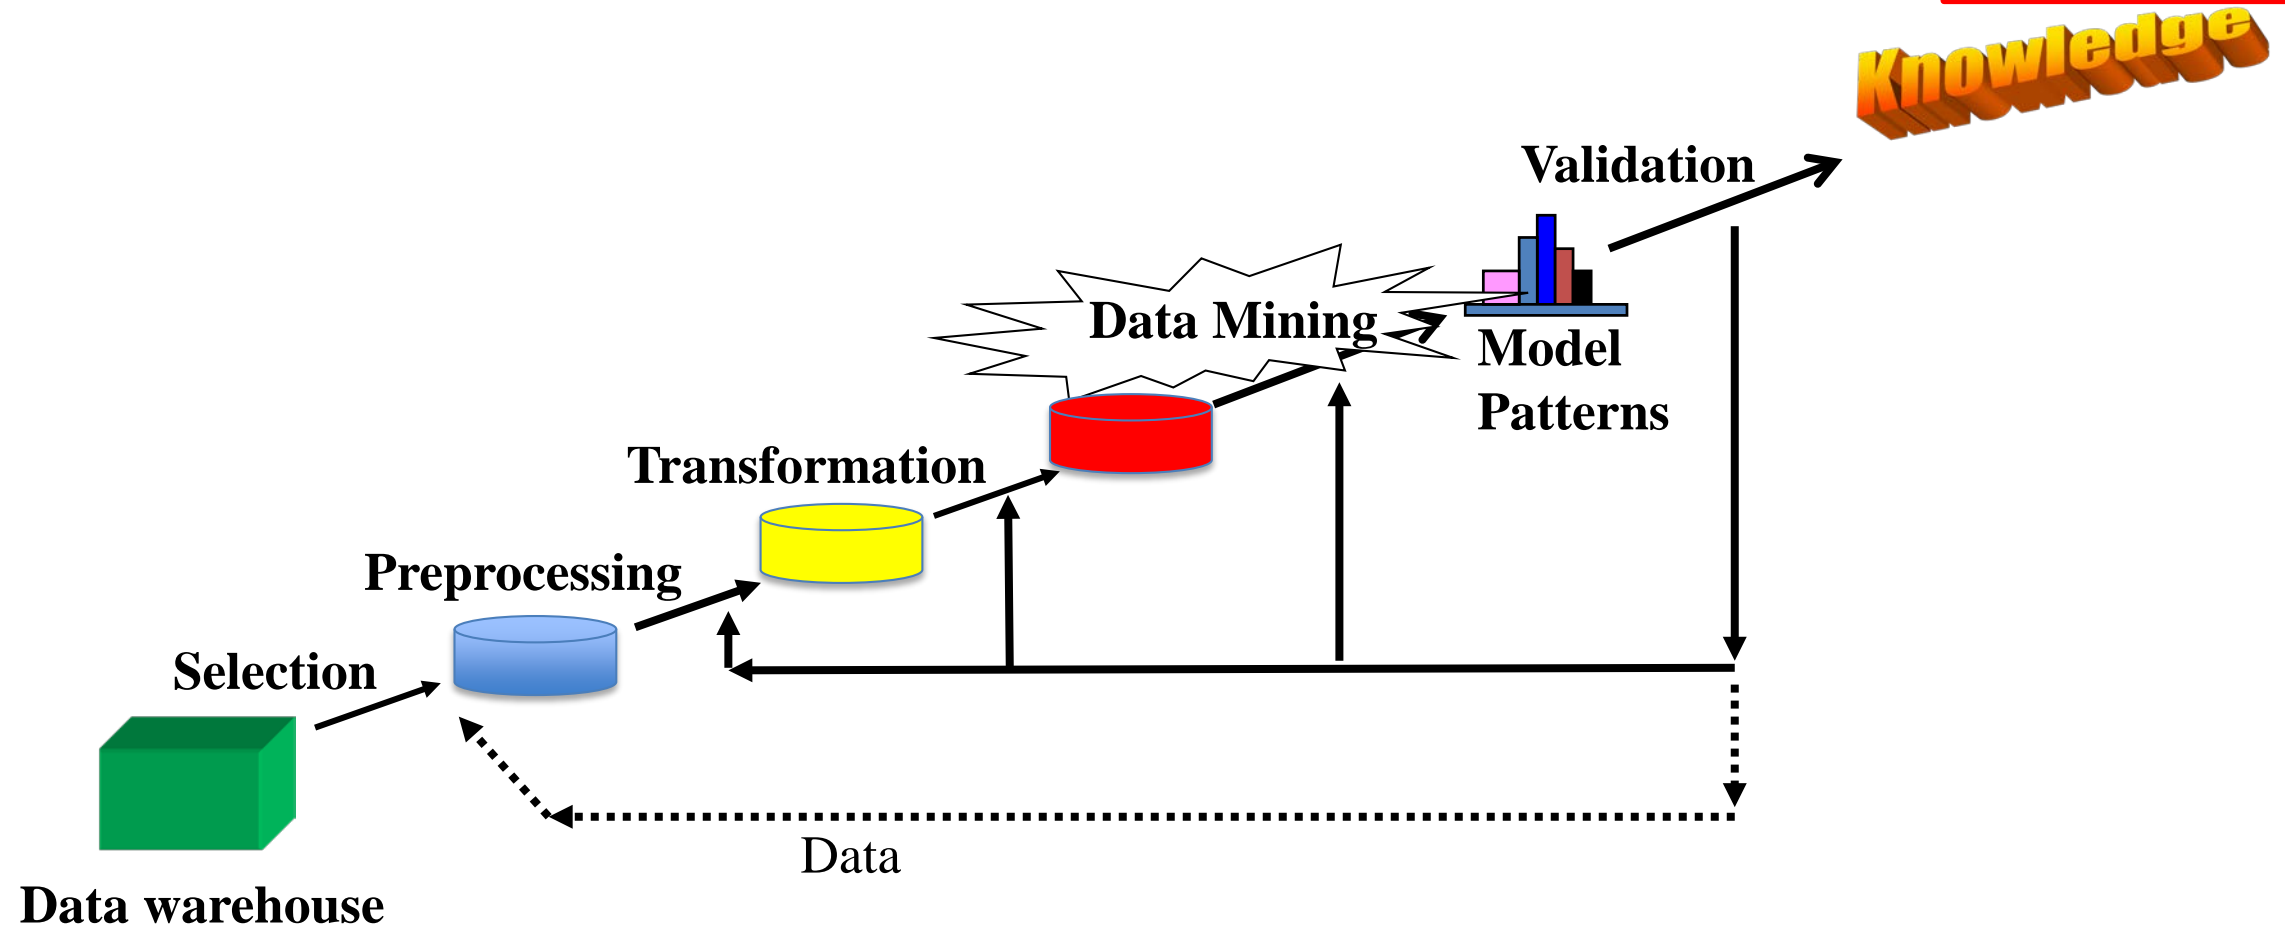 Knowledge
Validation
Data Mining
Model
Patterns
Transformation
Preprocessing
Selection
Data
Data warehouse